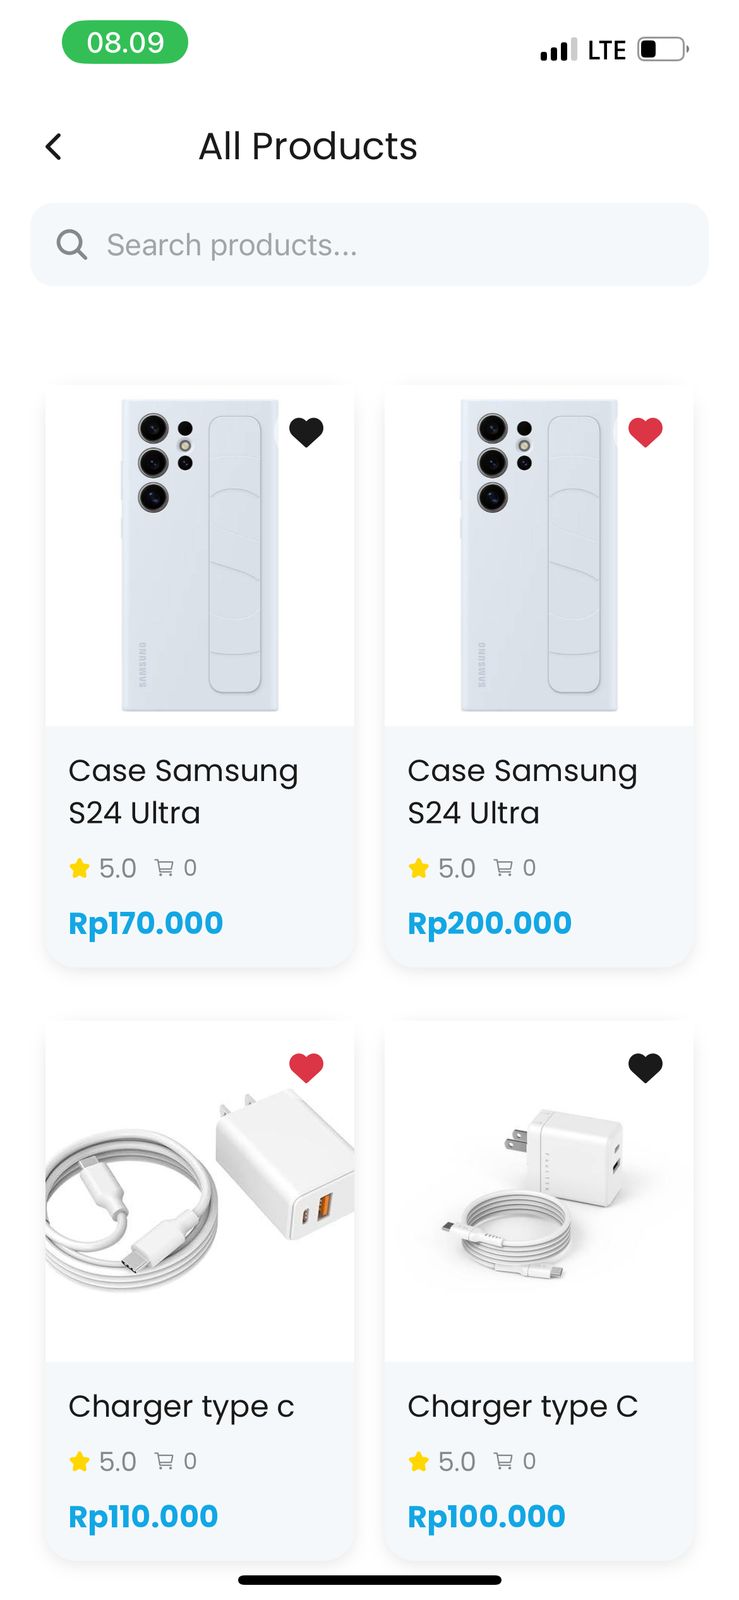 08.09
LTE
All Products
Search products...
SAMSUNG
SAMSUNG
Case Samsung
S24 Ultra
5.0 0
Rp170.000
Case Samsung
S24 Ultra
5.0 0
Rp200.000
Charger type c
5.0 0
Rp110.000
Charger type C
5.0 0
Rp100.000